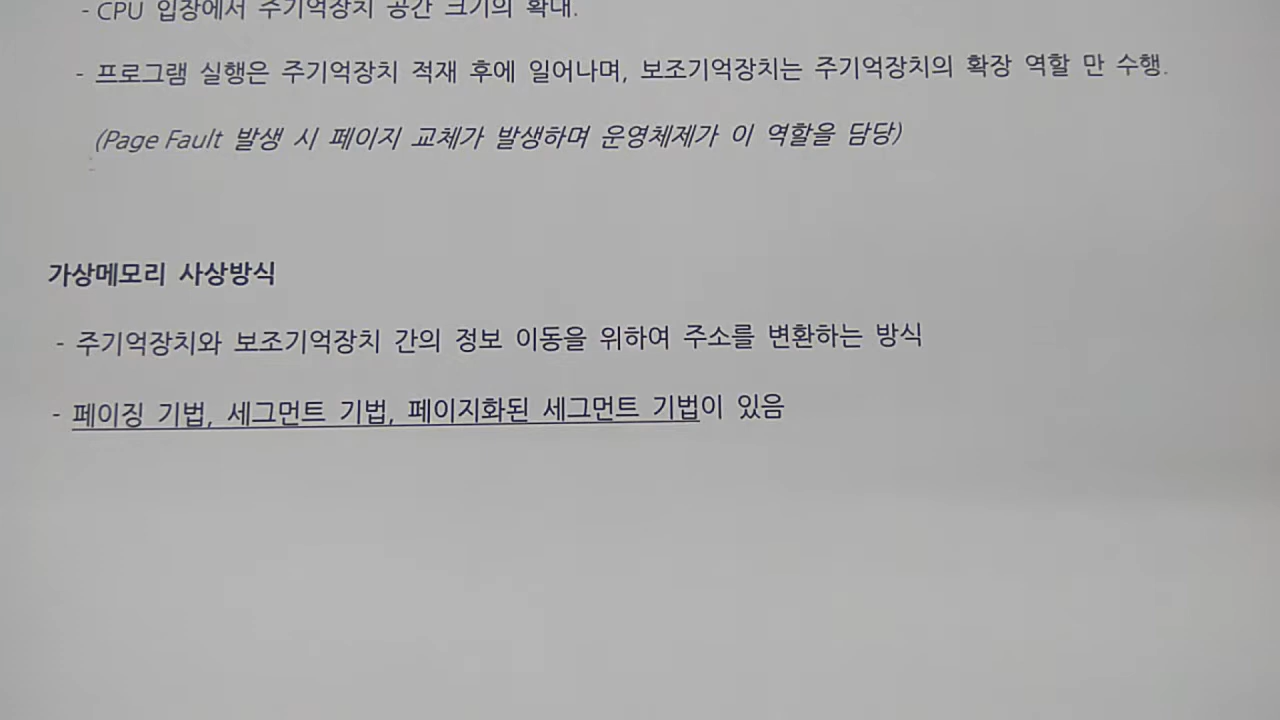 - CPU 입장에서 주기억장치 공간 크기의 확대.
- 프로그램 실행은 주기억장치 적재 후에 일어나며, 보조기억장치는 주기억장치의 확장 역할 만 수행.
(Page Fault 발생 시 페이지 교체가 발생하며 운영체제가 이 역할을 담당)
가상메모리 사상방식
- 주기억장치와 보조기억장치 간의 정보 이동을 위하여 주소를 변환하는 방식
- 페이징 기법, 세그먼트 기법, 페이지화된 세그먼트 기법이 있음